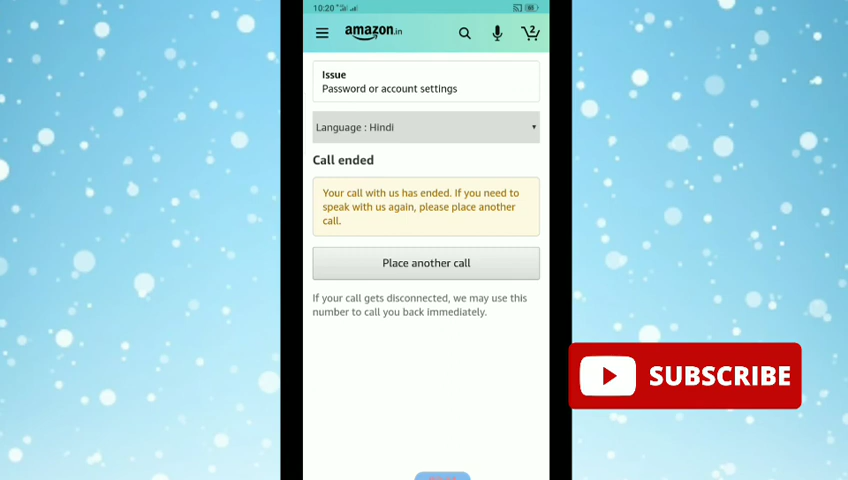 10:20
amazon.in
2
Issue
Password or account settings
Language : Hindi
Call ended
Your call with us has ended. If you need to
speak with us again, please place another
call.
Place another call
If your call gets disconnected, we may use this
number to call you back immediately.
SUBSCRIBE